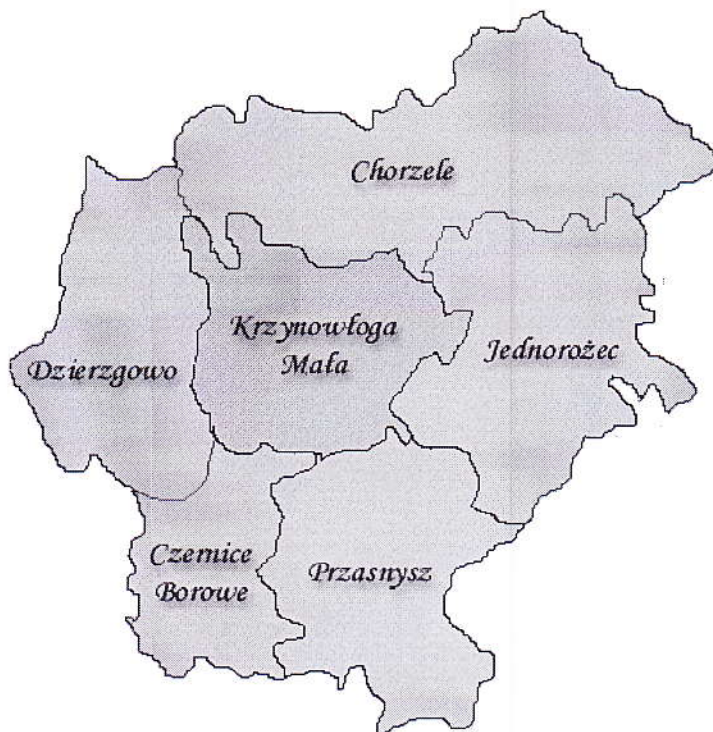 Chorzele
Krzynowłoga
Mała
Jednorożec
Dzierzgowo
Czernice
Borowe
Przasnysz